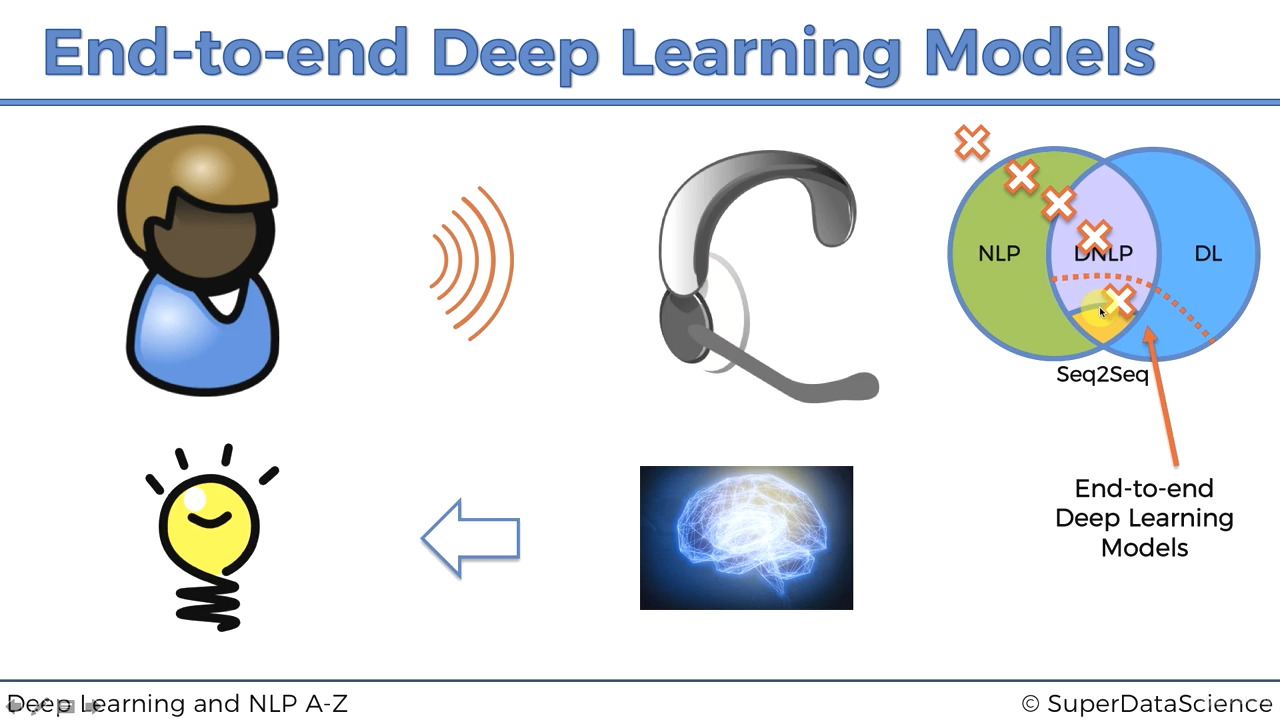 End-to-end Deep Learning Models
NLP
DNLP
DL
Seq2Seq
End-to-end
Deep Learning
Models
Deep Learning and NLP A-Z
© SuperDataScience